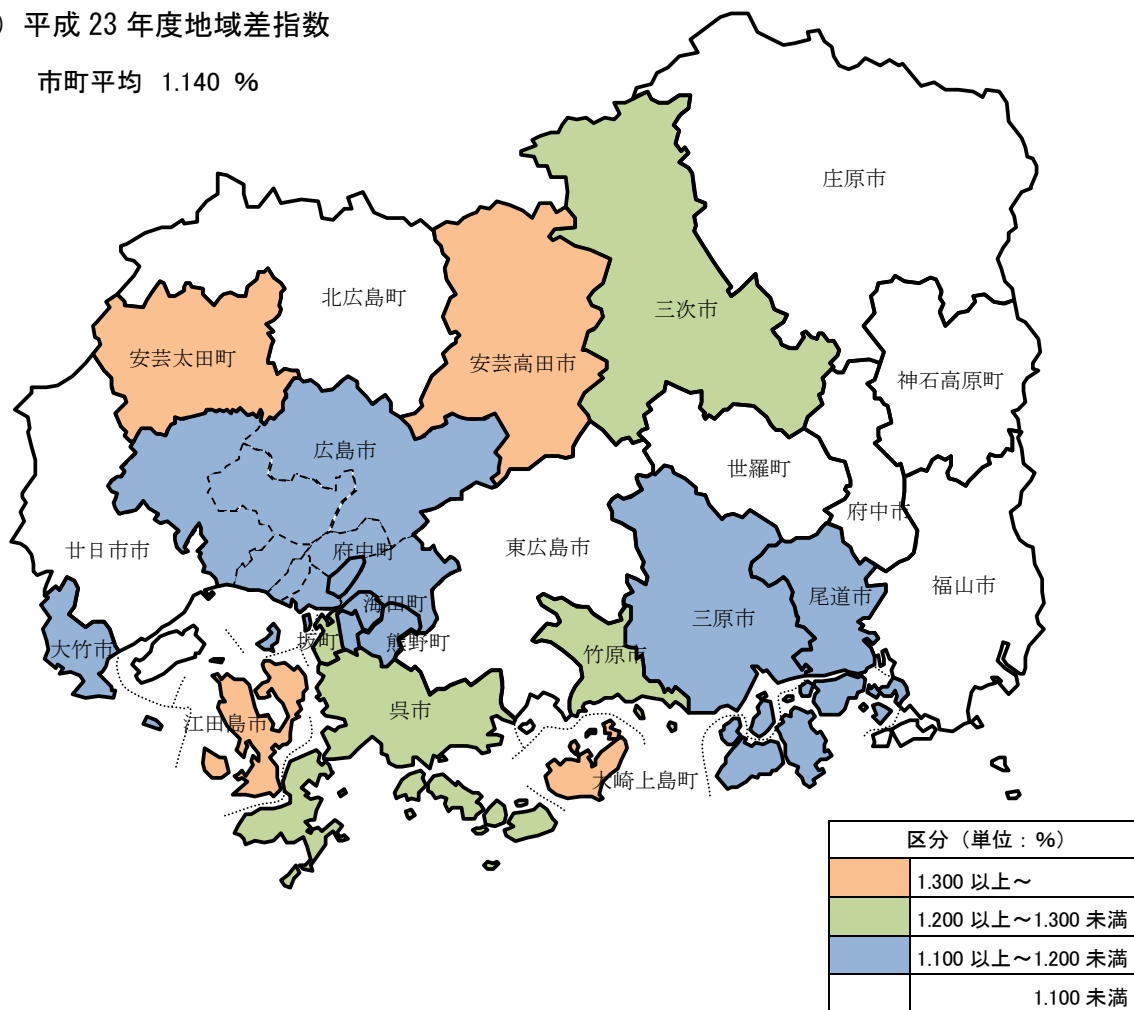 ) 平成 23 年度地域差指数
市町平均 1.140 %
庄原市
北広島町
三次市
安芸太田町
安芸高田市
神石高原町
広島市
世羅町
府中市
廿日市市
府中町
東広島市
福山市
海田町
三原市
尾道市
大竹市
坂町
熊野町
竹原市
江田島市
呉市
大崎上島町
区分（単位：%）
1.300 以上～
1.200 以上～1.300 未満
1.100 以上～1.200 未満
1.100 未満